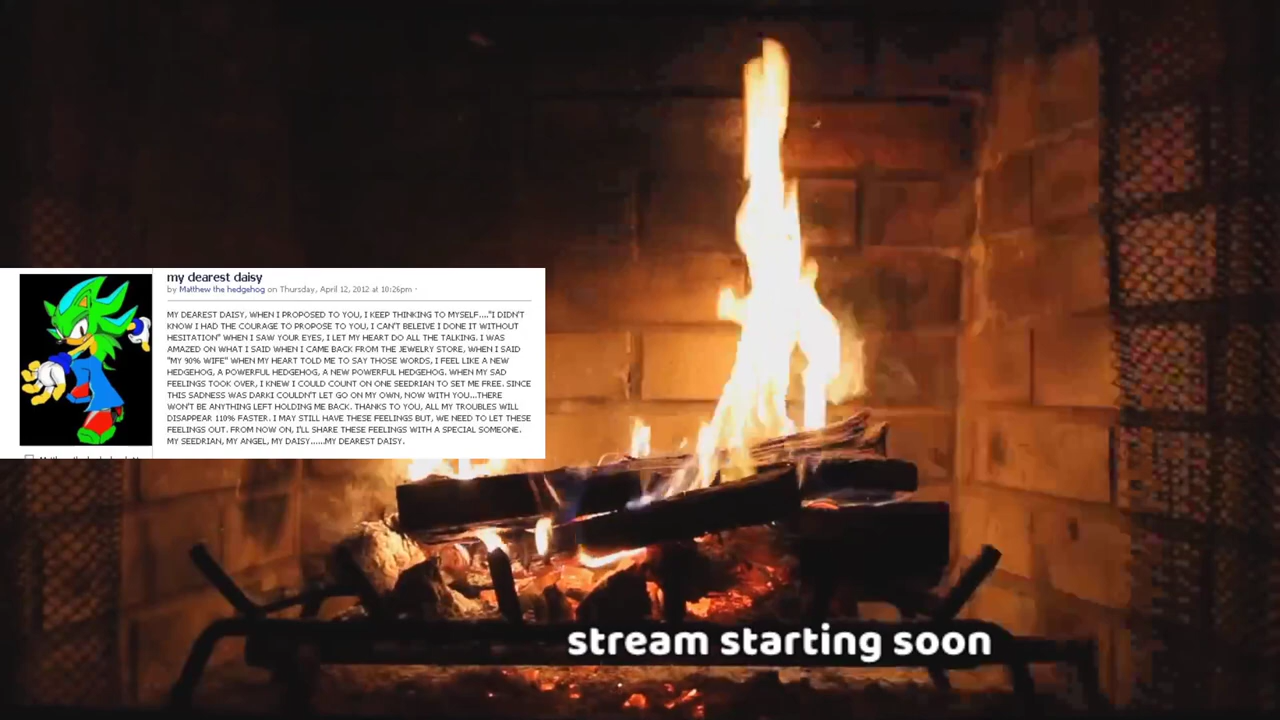 my dearest daisy
by Matthew the hedgehog on Thursday, April 12, 2012 at 10:26pm ·
MY DEAREST DAISY, WHEN I PROPOSED TO YOU, I KEEP THINKING TO MYSELF...."I DIDN'T
KNOW I HAD THE COURAGE TO PROPOSE TO YOU, I CAN'T BELEIVE I DONE IT WITHOUT
HESITATION" WHEN I SAW YOUR EYES, I LET MY HEART DO ALL THE TALKING. I WAS
AMAZED ON WHAT I SAID WHEN I CAME BACK FROM THE JEWELRY STORE, WHEN I SAID
"MY 90% WIFE" WHEN MY HEART TOLD ME TO SAY THOSE WORDS, I FEEL LIKE A NEW
HEDGEHOG, A POWERFUL HEDGEHOG, A NEW POWERFUL HEDGEHOG. WHEN MY SAD
FEELINGS TOOK OVER, I KNEW I COULD COUNT ON ONE SEEDRIAN TO SET ME FREE. SINCE
THIS SADNESS WAS DARKI COULDN'T LET GO ON MY OWN, NOW WITH YOU...THERE
WON'T BE ANYTHING LEFT HOLDING ME BACK. THANKS TO YOU, ALL MY TROUBLES WILL
DISAPPEAR 110% FASTER. I MAY STILL HAVE THESE FEELINGS BUT, WE NEED TO LET THESE
FEELINGS OUT. FROM NOW ON, I'LL SHARE THESE FEELINGS WITH A SPECIAL SOMEONE.
MY SEEDRIAN, MY ANGEL, MY DAISY......MY DEAREST DAISY.
stream starting soon